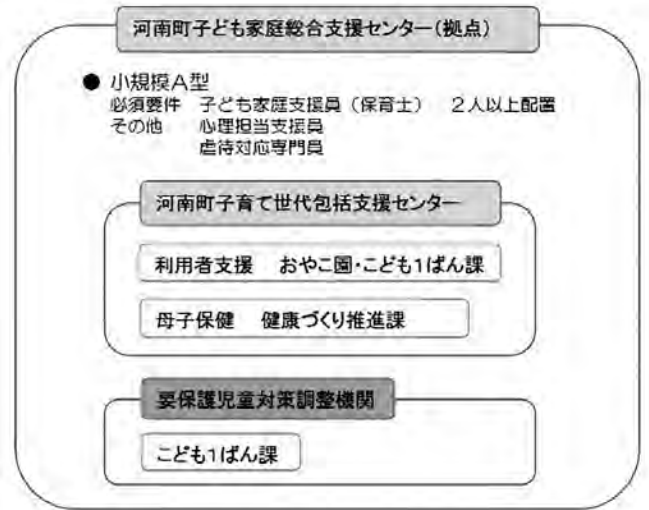 河南町子ども家庭総合支援センター（拠点）
● 小規模A型
必須要件　子ども家庭支援員（保育士）　２人以上配置
その他　心理担当支援員
虐待対応専門員
河南町子育て世代包括支援センター
利用者支援　おやこ園・こども１ばん課
母子保健　健康づくり推進課
要保護児童対策調整機関
こども１ばん課